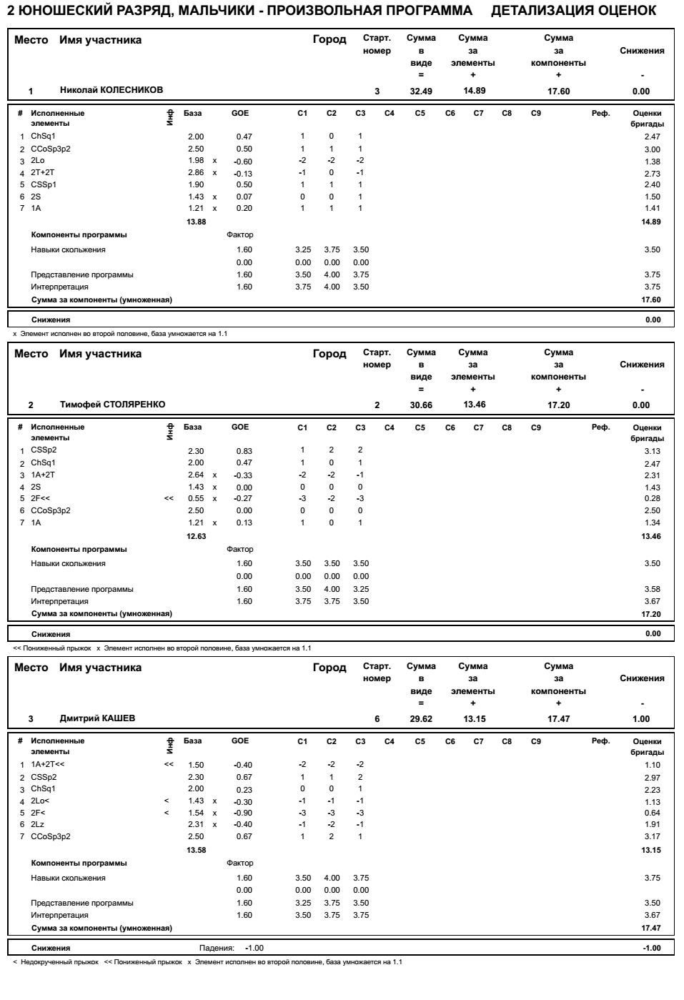 2 ЮНОШЕСКИЙ РАЗРЯД, МАЛЬЧИКИ - ПРОИЗВОЛЬНАЯ ПРОГРАММА ДЕТАЛИЗАЦИЯ ОЦЕНОК
Место Имя участника Город Старт. номер Сумма в виде = Сумма за элементы + Сумма за компоненты + Снижения -
1 Николай КОЛЕСНИКОВ 3 32.49 14.89 17.60 0.00
# Исполненные элементы Инф База GOE C1 C2 C3 C4 C5 C6 C7 C8 C9 Реф. Оценки бригады
1 ChSq1 2.00 0.47 1 0 1 2.47
2 CCoSp3p2 2.50 0.50 1 1 1 3.00
3 2Lo 1.98 x -0.60 -2 -2 -2 1.38
4 2T+2T 2.86 x -0.13 -1 0 -1 2.73
5 CSSp1 1.90 0.50 1 1 1 2.40
6 2S 1.43 x 0.07 0 0 1 1.50
7 1A 1.21 x 0.20 1 1 1 1.41
13.88 14.89
Компоненты программы Фактор
Навыки скольжения 1.60 3.25 3.75 3.50 3.50
0.00 0.00 0.00 0.00
Представление программы 1.60 3.50 4.00 3.75 3.75
Интерпретация 1.60 3.75 4.00 3.50 3.75
Сумма за компоненты (умноженная) 17.60
Снижения 0.00
x Элемент исполнен во второй половине, база умножается на 1.1
Место Имя участника Город Старт. номер Сумма в виде = Сумма за элементы + Сумма за компоненты + Снижения -
2 Тимофей СТОЛЯРЕНКО 2 30.66 13.46 17.20 0.00
# Исполненные элементы Инф База GOE C1 C2 C3 C4 C5 C6 C7 C8 C9 Реф. Оценки бригады
1 CSSp2 2.30 0.83 1 2 2 3.13
2 ChSq1 2.00 0.47 1 0 1 2.47
3 1A+2T 2.64 x -0.33 -2 -2 -1 2.31
4 2S 1.43 x 0.00 0 0 0 1.43
5 2F<< << 0.55 x -0.27 -3 -2 -3 0.28
6 CCoSp3p2 2.50 0.00 0 0 0 2.50
7 1A 1.21 x 0.13 1 0 1 1.34
12.63 13.46
Компоненты программы Фактор
Навыки скольжения 1.60 3.50 3.50 3.50 3.50
0.00 0.00 0.00 0.00
Представление программы 1.60 3.50 4.00 3.25 3.58
Интерпретация 1.60 3.75 3.75 3.50 3.67
Сумма за компоненты (умноженная) 17.20
Снижения 0.00
<< Пониженный прыжок x Элемент исполнен во второй половине, база умножается на 1.1
Место Имя участника Город Старт. номер Сумма в виде = Сумма за элементы + Сумма за компоненты + Снижения -
3 Дмитрий КАШЕВ 6 29.62 13.15 17.47 1.00
# Исполненные элементы Инф База GOE C1 C2 C3 C4 C5 C6 C7 C8 C9 Реф. Оценки бригады
1 1A+2T<< << 1.50 -0.40 -2 -2 -2 1.10
2 CSSp2 2.30 0.67 1 1 2 2.97
3 ChSq1 2.00 0.23 0 0 1 2.23
4 2Lo< < 1.43 x -0.30 -1 -1 -1 1.13
5 2F< < 1.54 x -0.90 -3 -3 -3 0.64
6 2Lz 2.31 x -0.40 -1 -2 -1 1.91
7 CCoSp3p2 2.50 0.67 1 2 1 3.17
13.58 13.15
Компоненты программы Фактор
Навыки скольжения 1.60 3.50 4.00 3.75 3.75
0.00 0.00 0.00 0.00
Представление программы 1.60 3.25 3.75 3.50 3.50
Интерпретация 1.60 3.50 3.75 3.75 3.67
Сумма за компоненты (умноженная) 17.47
Снижения Падения: -1.00 -1.00
< Недокрученный прыжок << Пониженный прыжок x Элемент исполнен во второй половине, база умножается на 1.1